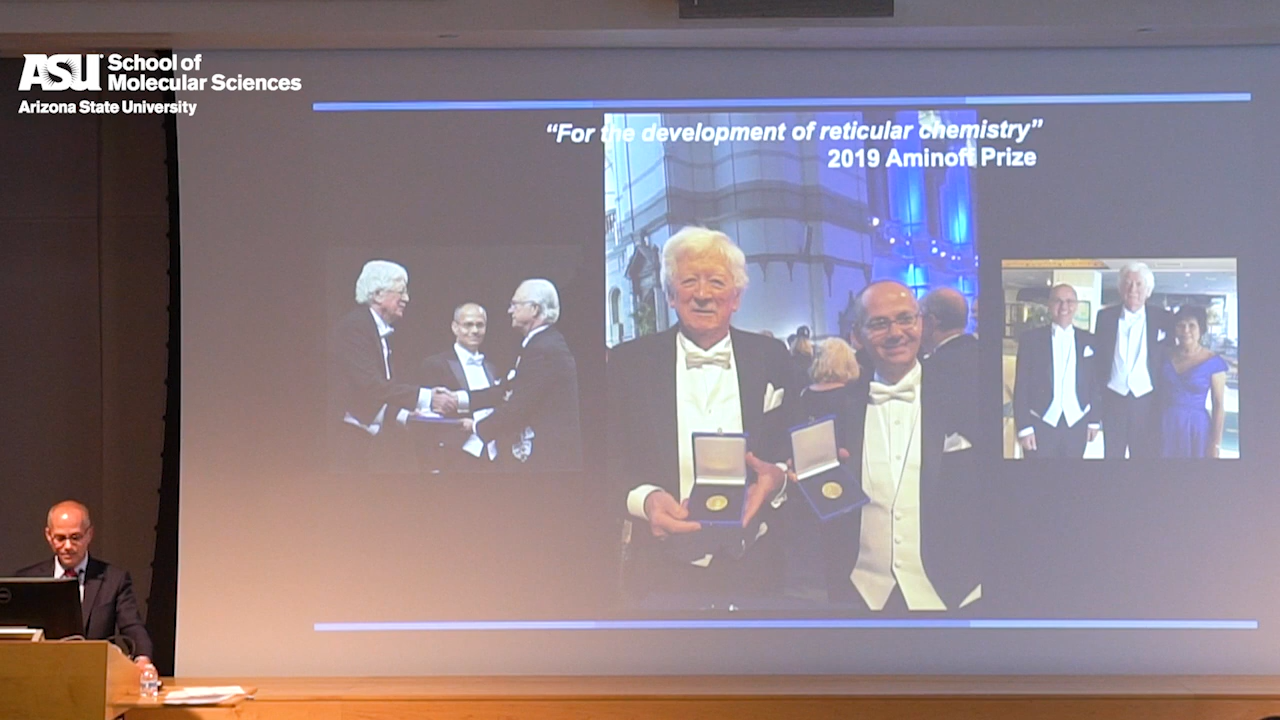 ASU School of
Molecular Sciences
Arizona State University
“For the development of reticular chemistry”
2019 Aminoff Prize